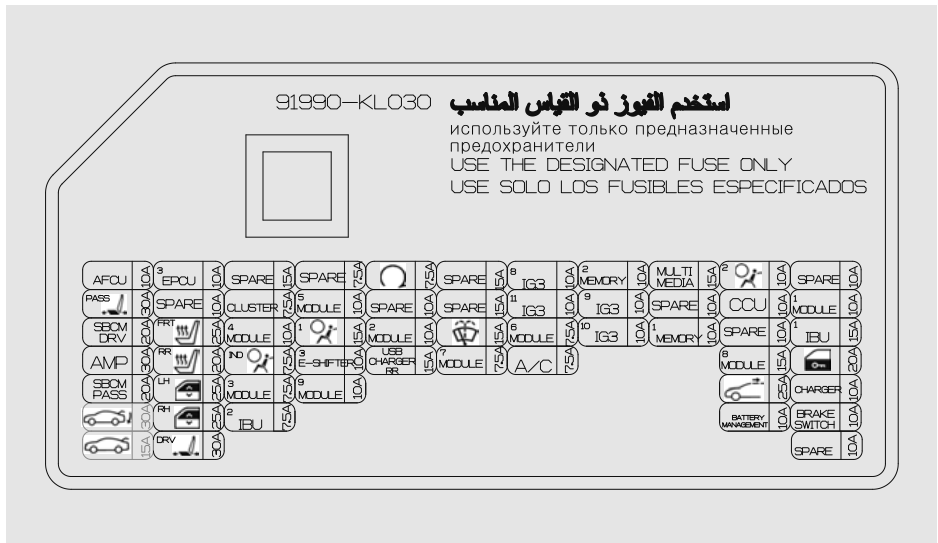 91990-KL030
استخدم الفيوز ذو القياس المناسب
используйте только предназначенные
предохранители
USE THE DESIGNATED FUSE ONLY
USE SOLO LOS FUSIBLES ESPECIFICADOS
AFCU 10A 3 EPCU 10A SPARE 15A SPARE 7.5A 7.5A SPARE 15A 8 IG3 10A 2 MEMORY 10A MULTI MEDIA 15A 2 10A SPARE 10A
PASS 30A SPARE 10A CLUSTER 7.5A 5 MODULE 10A SPARE 10A SPARE 10A 11 IG3 10A 9 IG3 10A SPARE 10A CCU 10A 1 MODULE 10A
SBCM DRV 20A FRT 25A 4 MODULE 10A 1 15A 2 MODULE 10A 15A 6 MODULE 7.5A 10 IG3 7.5A 1 MEMORY 10A SPARE 10A 1 IBU 15A
AMP 30A RR 25A IND 7.5A 3 E-SHIFTER 10A USB CHARGER RR 15A 7 MODULE 7.5A A/C 7.5A 8 MODULE 15A 20A
SBCM PASS 20A LH 25A 3 MODULE 7.5A 9 MODULE 10A 25A CHARGER 10A
30A RH 25A 2 IBU 7.5A BATTERY MANAGEMENT 10A BRAKE SWITCH 10A
15A DRV 30A SPARE 10A